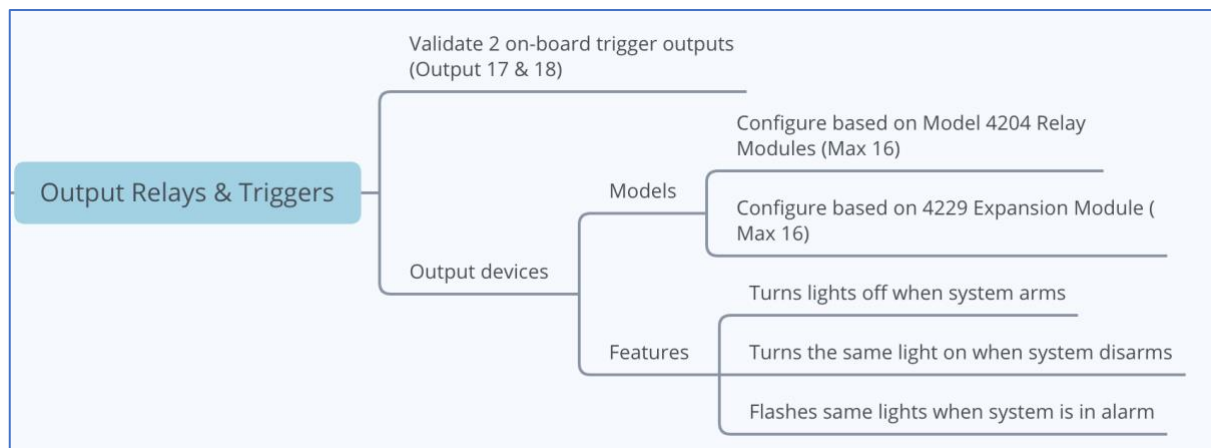 Validate 2 on-board trigger outputs
(Output 17 & 18)
Configure based on Model 4204 Relay
Modules (Max 16)
Output Relays & Triggers
Models
Configure based on 4229 Expansion Module (
Max 16)
Output devices
Turns lights off when system arms
Features
Turns the same light on when system disarms
Flashes same lights when system is in alarm